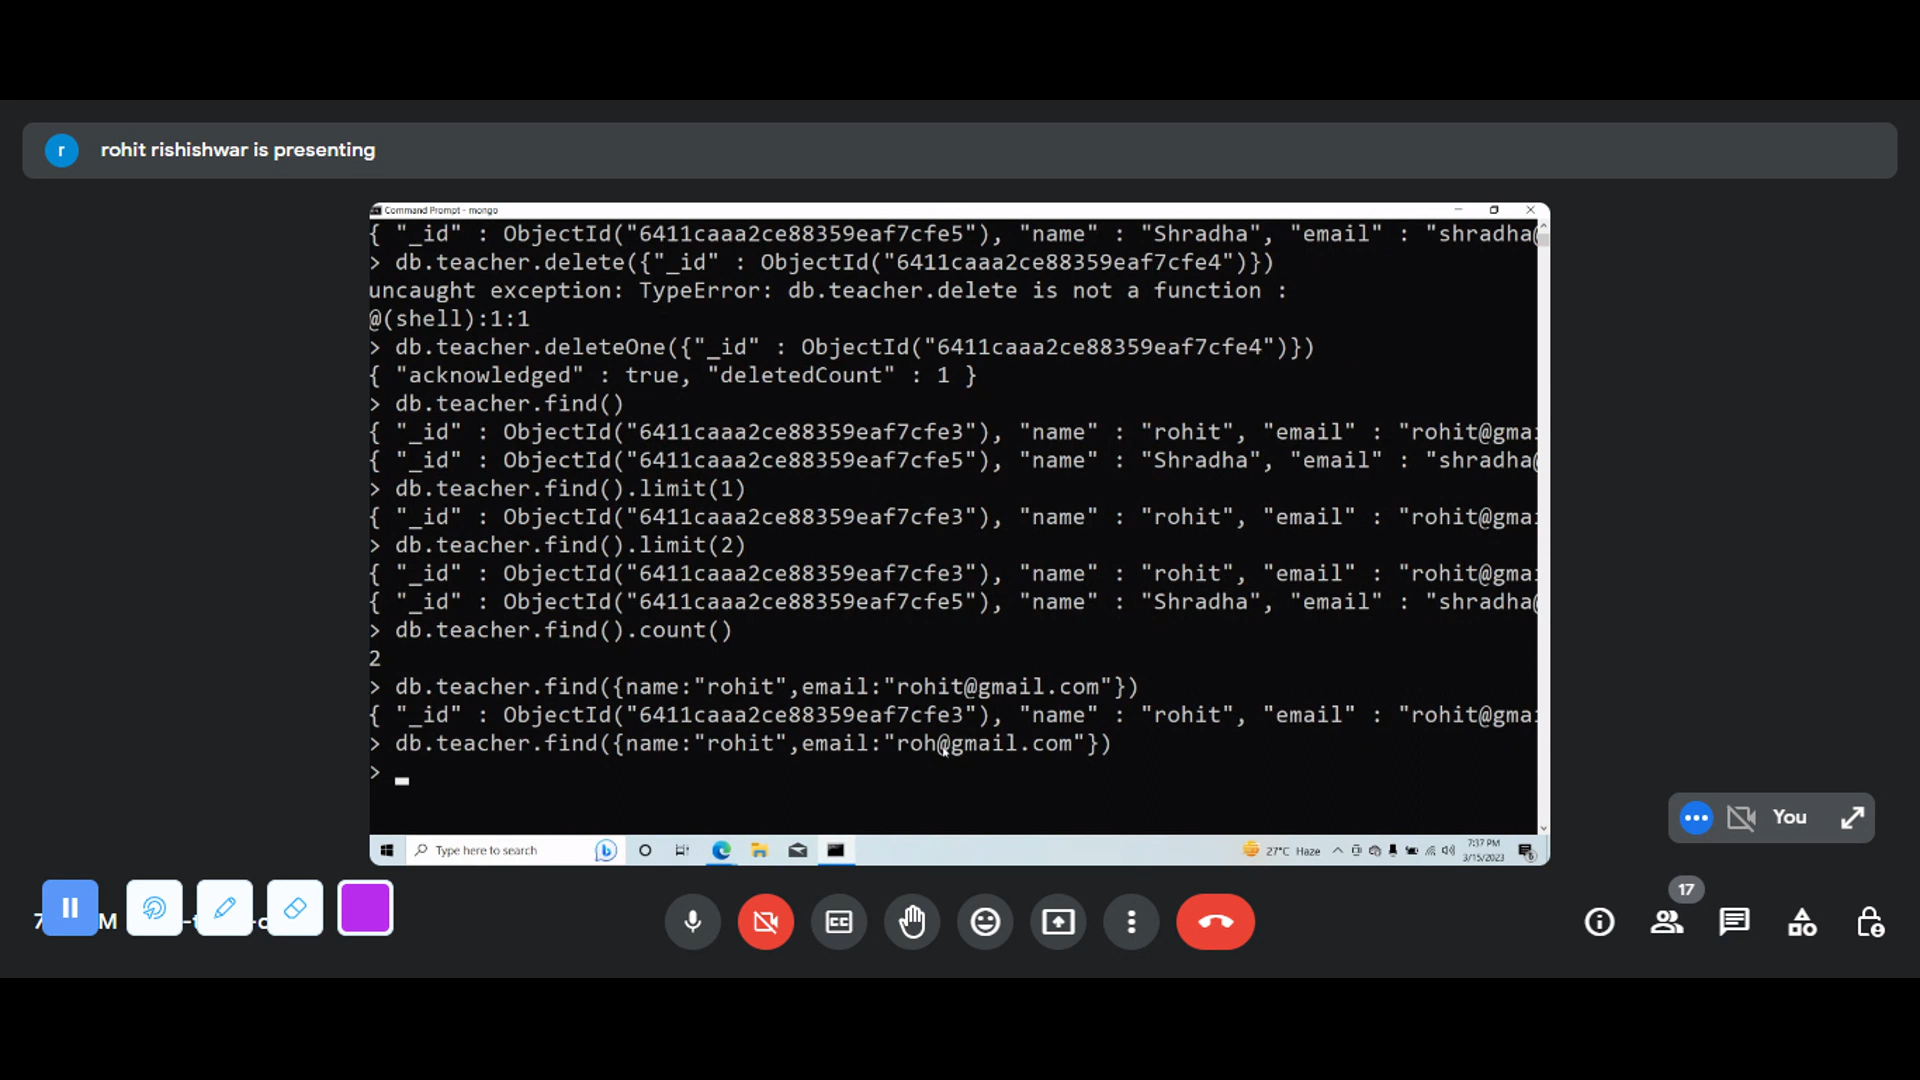 r
rohit rishishwar is presenting
Command Prompt - mongo
{ "_id" : ObjectId("6411caaa2ce88359eaf7cfe5"), "name" : "Shradha", "email" : "shradha@
> db.teacher.delete({"_id" : ObjectId("6411caaa2ce88359eaf7cfe4")})
uncaught exception: TypeError: db.teacher.delete is not a function :
@(shell):1:1
> db.teacher.deleteOne({"_id" : ObjectId("6411caaa2ce88359eaf7cfe4")})
{ "acknowledged" : true, "deletedCount" : 1 }
> db.teacher.find()
{ "_id" : ObjectId("6411caaa2ce88359eaf7cfe3"), "name" : "rohit", "email" : "rohit@gmai
{ "_id" : ObjectId("6411caaa2ce88359eaf7cfe5"), "name" : "Shradha", "email" : "shradha@
> db.teacher.find().limit(1)
{ "_id" : ObjectId("6411caaa2ce88359eaf7cfe3"), "name" : "rohit", "email" : "rohit@gmai
> db.teacher.find().limit(2)
{ "_id" : ObjectId("6411caaa2ce88359eaf7cfe3"), "name" : "rohit", "email" : "rohit@gmai
{ "_id" : ObjectId("6411caaa2ce88359eaf7cfe5"), "name" : "Shradha", "email" : "shradha@
> db.teacher.find().count()
2
> db.teacher.find({name:"rohit",email:"rohit@gmail.com"})
{ "_id" : ObjectId("6411caaa2ce88359eaf7cfe3"), "name" : "rohit", "email" : "rohit@gmai
> db.teacher.find({name:"rohit",email:"roh@gmail.com"})
>
You
Type here to search
27°C Haze
7:37 PM
3/15/2023
17
CC